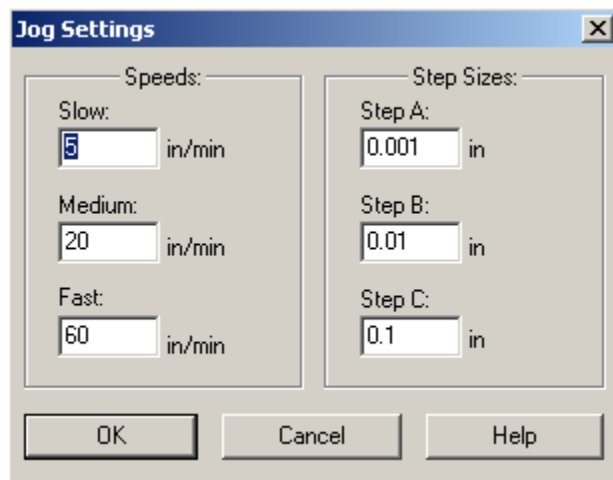 Jog Settings
Speeds:
Slow:
5 in/min
Medium:
20 in/min
Fast:
60 in/min
Step Sizes:
Step A:
0.001 in
Step B:
0.01 in
Step C:
0.1 in
OK Cancel Help